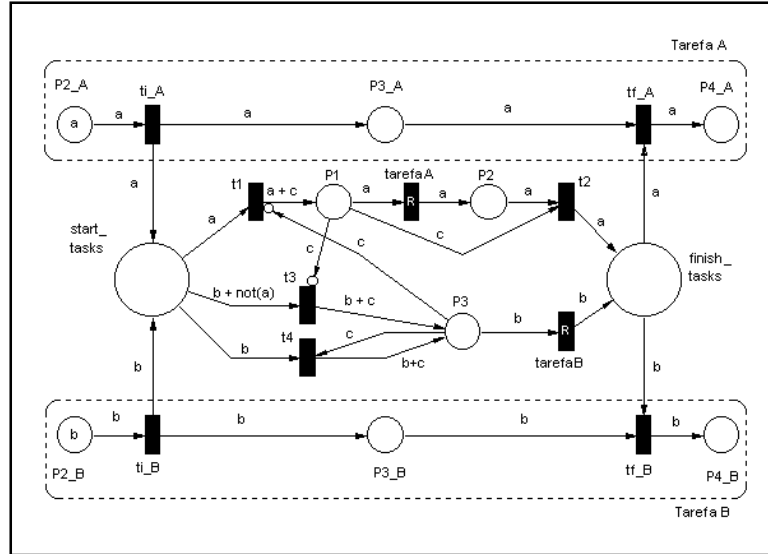 Tarefa A
P2_A
ti_A
P3_A
tf_A
P4_A
a
a
a
a
a
a
a
t1
a + c
P1
a
tarefaA
R
a
P2
a
t2
a
a
c
a
start_
tasks
c
c
t3
finish_
tasks
b + not(a)
b + c
P3
b
R
b
b
t4
c
b+c
tarefaB
b
b
b
b
b
b
b
b
P2_B
ti_B
P3_B
tf_B
P4_B
Tarefa B